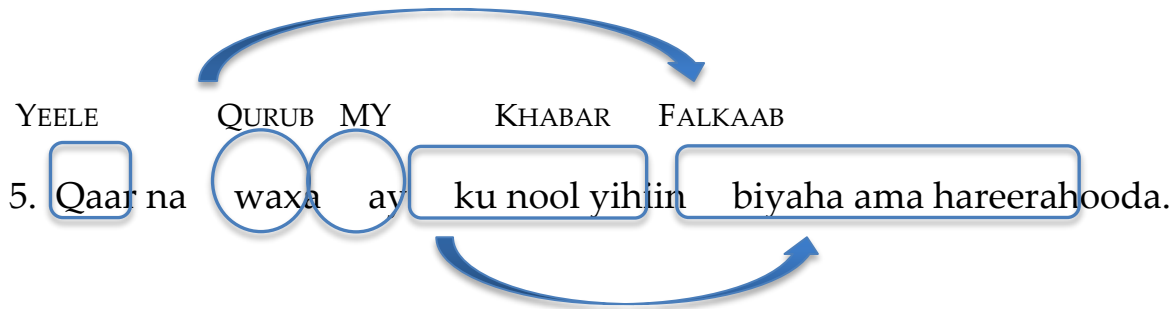 YEELE QURUB MY KHABAR FALKAAB
5. Qaar na waxa ay ku nool yihiin biyaha ama hareerahooda.